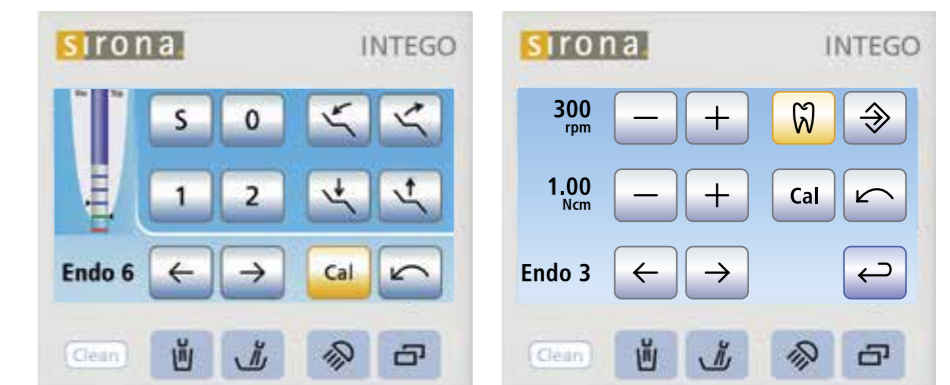 sirona.
INTEGO
S
0
1
2
Endo 6
Cal
Clean
sirona.
INTEGO
300
rpm
1.00
Ncm
Cal
Endo 3
Clean